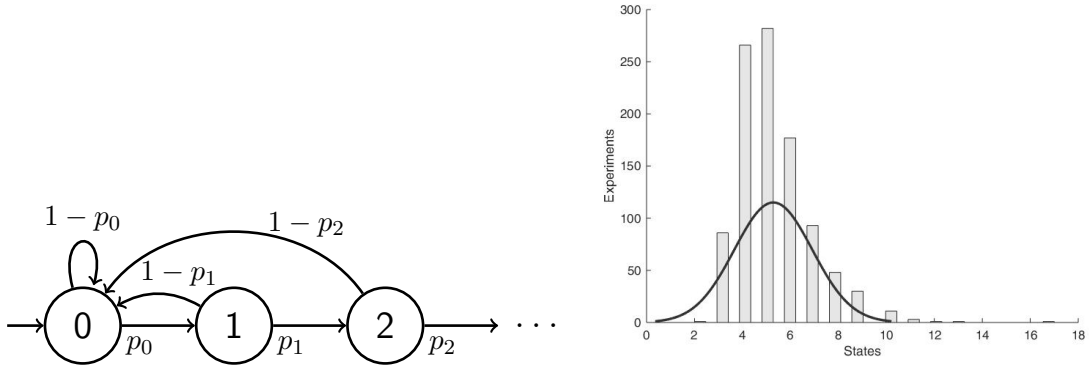 1 − p₀
1 − p₂
1 − p₁
0
1
2
p₀
p₁
p₂
· · ·
300
250
200
150
100
50
0
Experiments
0 2 4 6 8 10 12 14 16 18
States